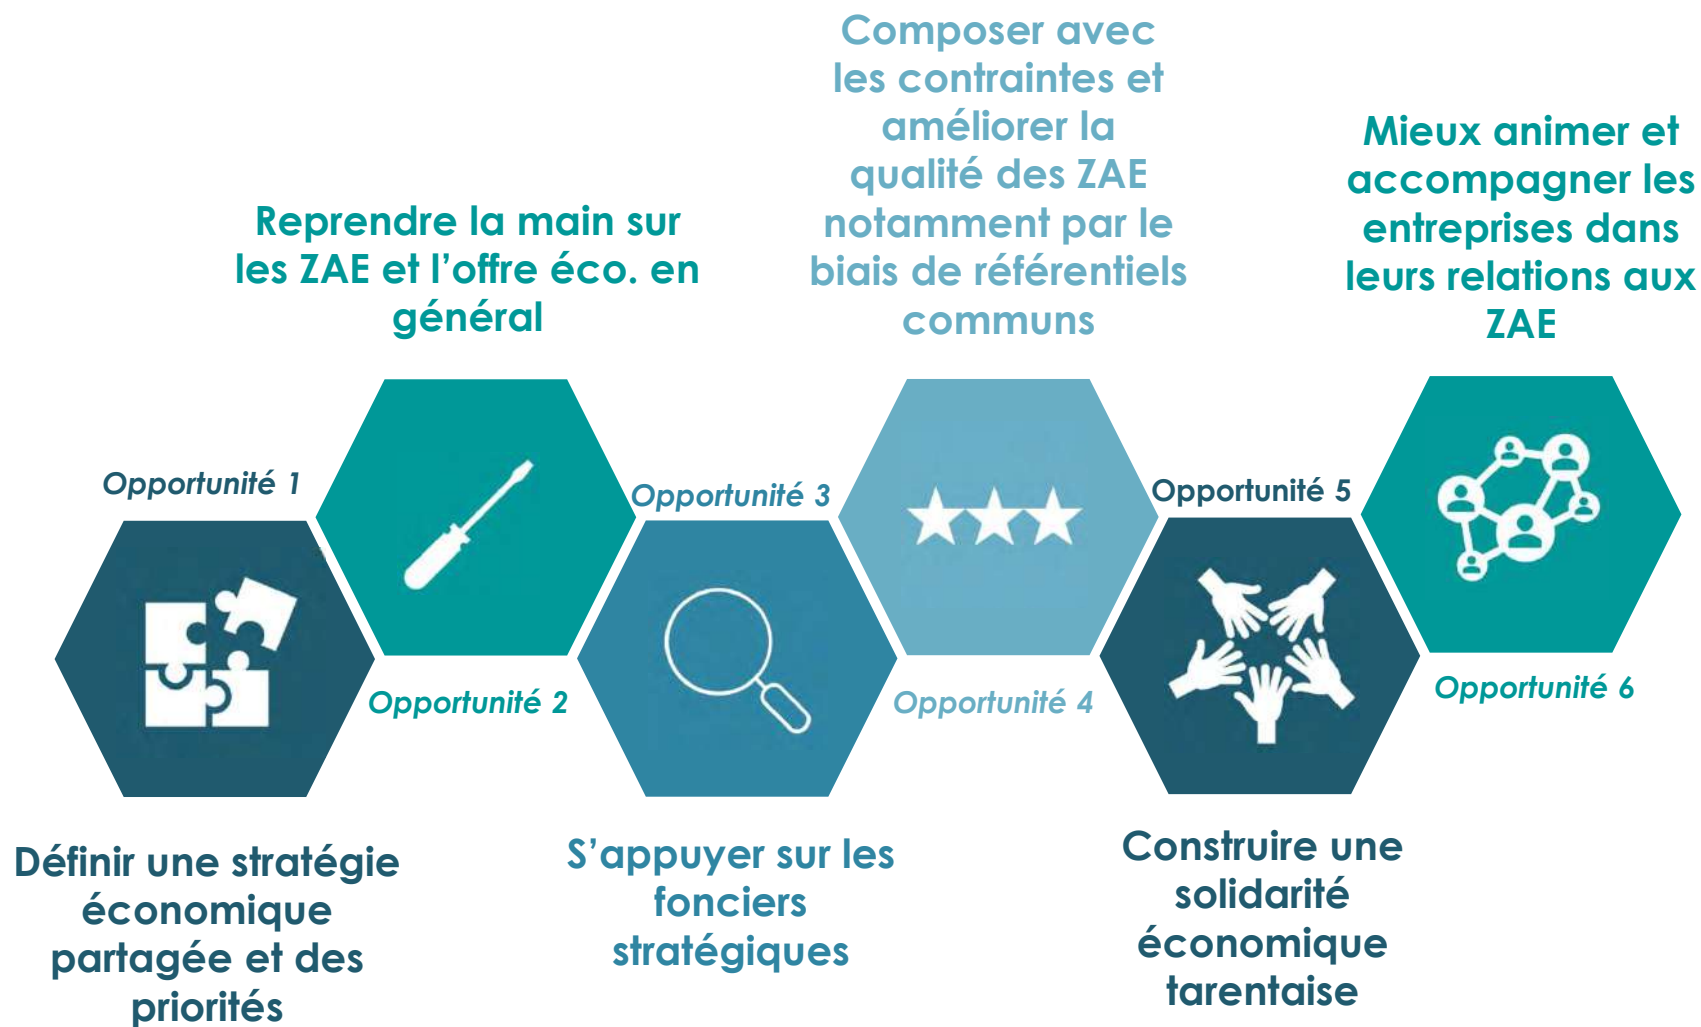 Opportunité 1
Définir une stratégie
économique
partagée et des
priorités
Reprendre la main sur
les ZAE et l’offre éco. en
général
Opportunité 2
Opportunité 3
S’appuyer sur les
fonciers
stratégiques
Composer avec
les contraintes et
améliorer la
qualité des ZAE
notamment par le
biais de référentiels
communs
Opportunité 4
Opportunité 5
Construire une
solidarité
économique
tarentaise
Mieux animer et
accompagner les
entreprises dans
leurs relations aux
ZAE
Opportunité 6